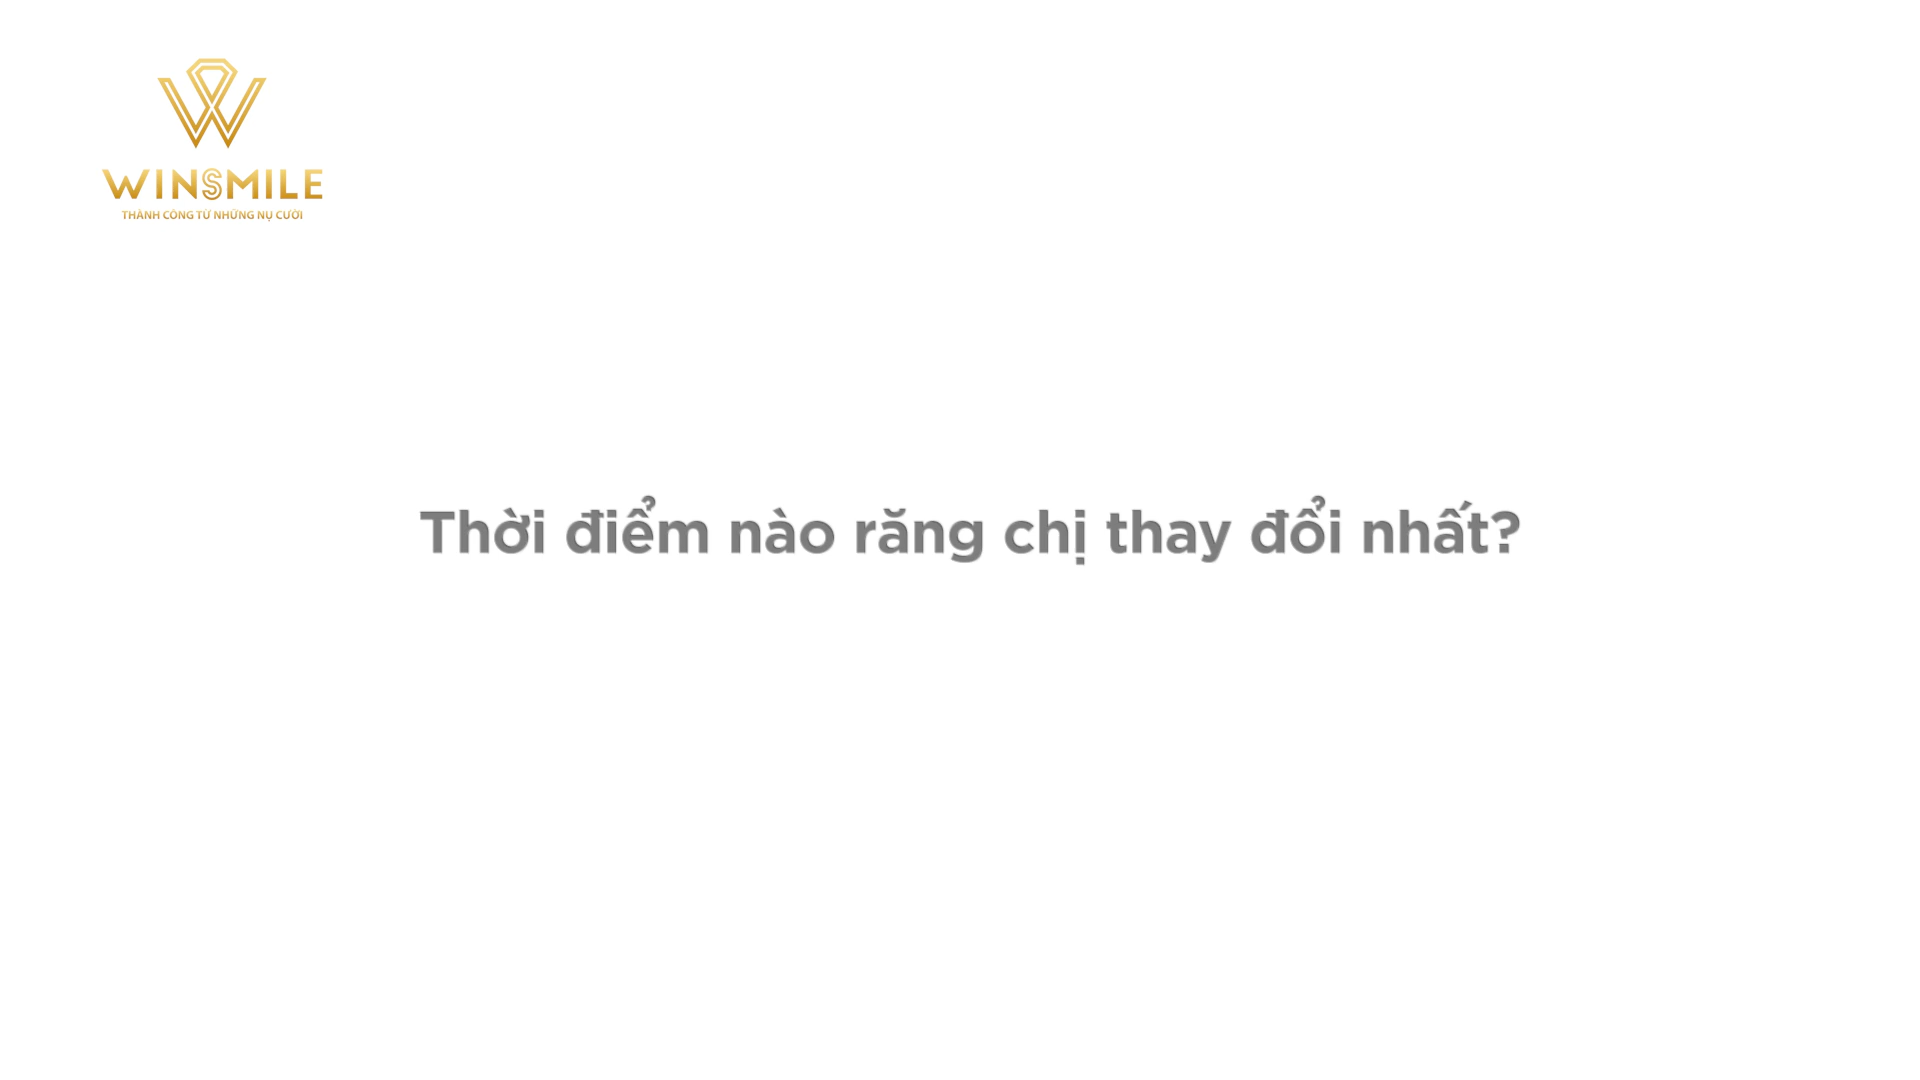 WINSMILE
THÀNH CÔNG TỪ NHỮNG NỤ CƯỜI
Thời điểm nào răng chị thay đổi nhất?